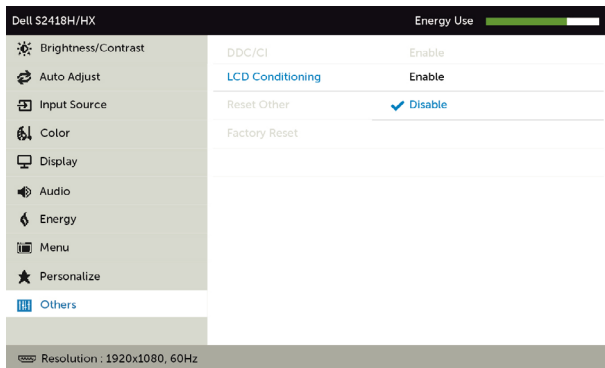 Dell S2418H/HX Energy Use
Brightness/Contrast
Auto Adjust
Input Source
Color
Display
Audio
Energy
Menu
Personalize
Others
DDC/CI Enable
LCD Conditioning Enable
Reset Other Disable
Factory Reset
Resolution : 1920x1080, 60Hz